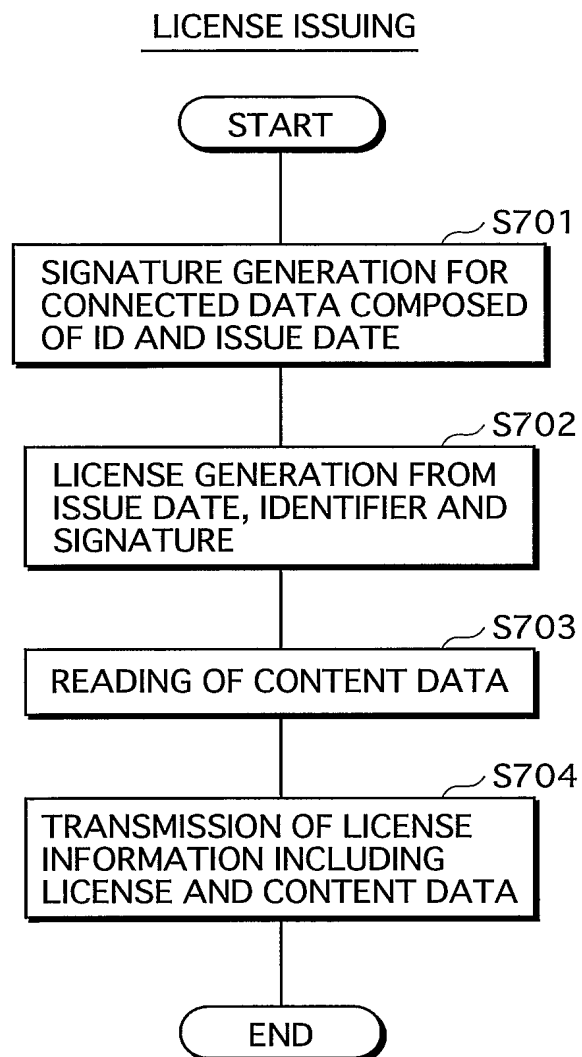 LICENSE ISSUING
START
S701
SIGNATURE GENERATION FOR
CONNECTED DATA COMPOSED
OF ID AND ISSUE DATE
S702
LICENSE GENERATION FROM
ISSUE DATE, IDENTIFIER AND
SIGNATURE
S703
READING OF CONTENT DATA
S704
TRANSMISSION OF LICENSE
INFORMATION INCLUDING
LICENSE AND CONTENT DATA
END